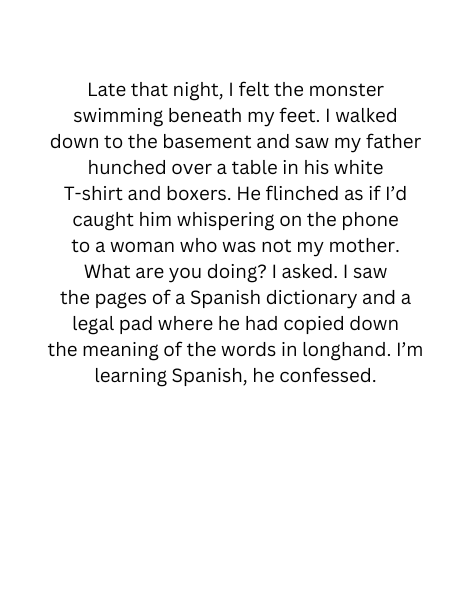 Late that night, I felt the monster
swimming beneath my feet. I walked
down to the basement and saw my father
hunched over a table in his white
T-shirt and boxers. He flinched as if I’d
caught him whispering on the phone
to a woman who was not my mother.
What are you doing? I asked. I saw
the pages of a Spanish dictionary and a
legal pad where he had copied down
the meaning of the words in longhand. I’m
learning Spanish, he confessed.